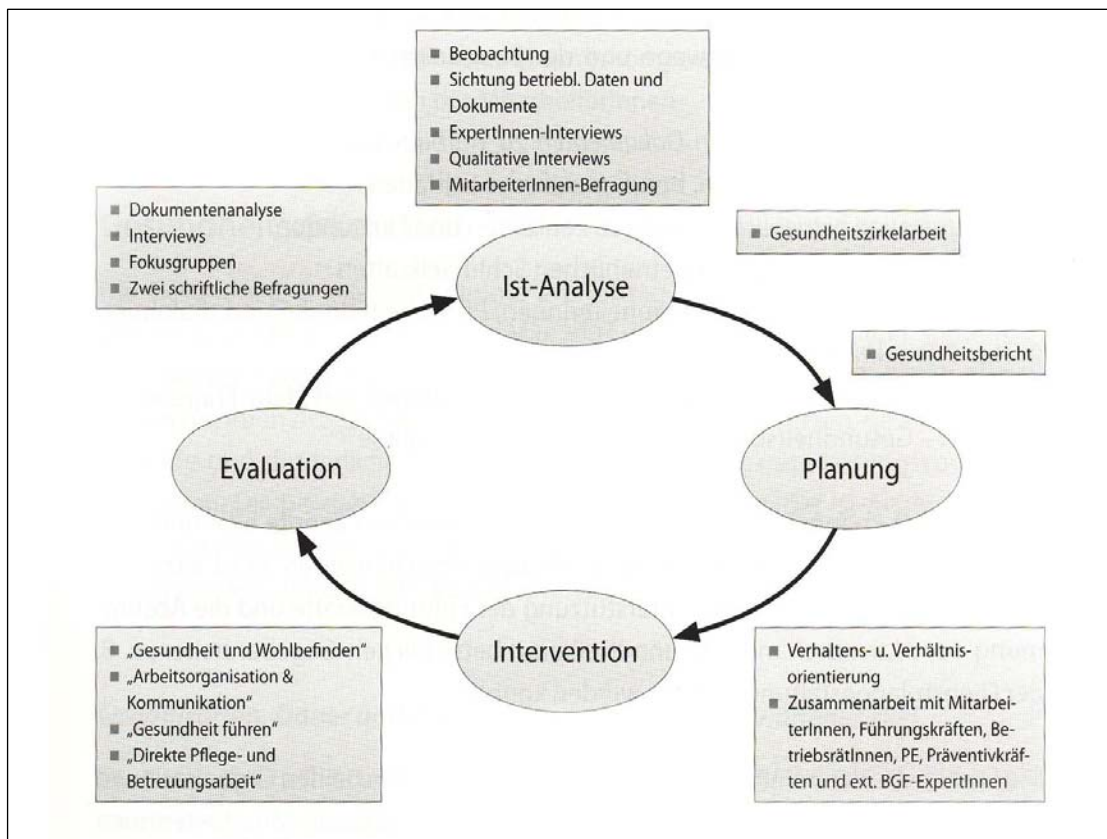 ■ Beobachtung
■ Sichtung betriebl. Daten und
Dokumente
■ ExpertInnen-Interviews
■ Qualitative Interviews
■ MitarbeiterInnen-Befragung
■ Dokumentenanalyse
■ Interviews
■ Fokusgruppen
■ Zwei schriftliche Befragungen
■ Gesundheitszirkelarbeit
Ist-Analyse
■ Gesundheitsbericht
Evaluation
Planung
Intervention
■ „Gesundheit und Wohlbefinden“
■ „Arbeitsorganisation &
Kommunikation“
■ „Gesundheit führen“
■ „Direkte Pflege- und
Betreuungsarbeit“
■ Verhaltens- u. Verhältnis-
orientierung
■ Zusammenarbeit mit Mitarbei-
terInnen, Führungskräften, Be-
triebsrätInnen, PE, Präventivkräf-
ten und ext. BGF-ExpertInnen